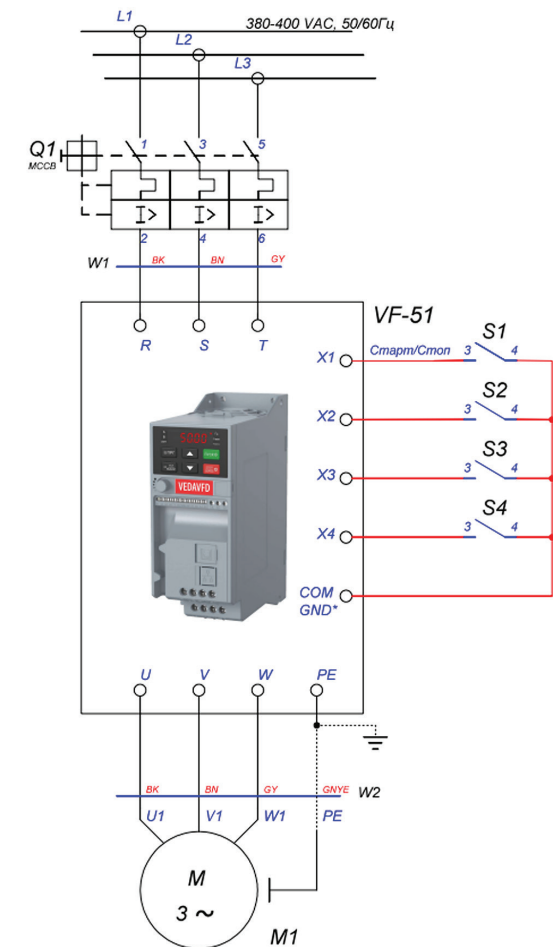 L1
380-400 VAC, 50/60Гц
L2
L3
Q1
MCCB
1 3 5
2 4 6
W1 BK BN GY
VF-51
R S T
X1 Старт/Стоп 3 S1 4
X2 3 S2 4
X3 3 S3 4
X4 3 S4 4
COM
GND*
50.00
VEDAVFD
U V W PE
BK BN GY GNYE W2
U1 V1 W1 PE
M
3 ~
M1